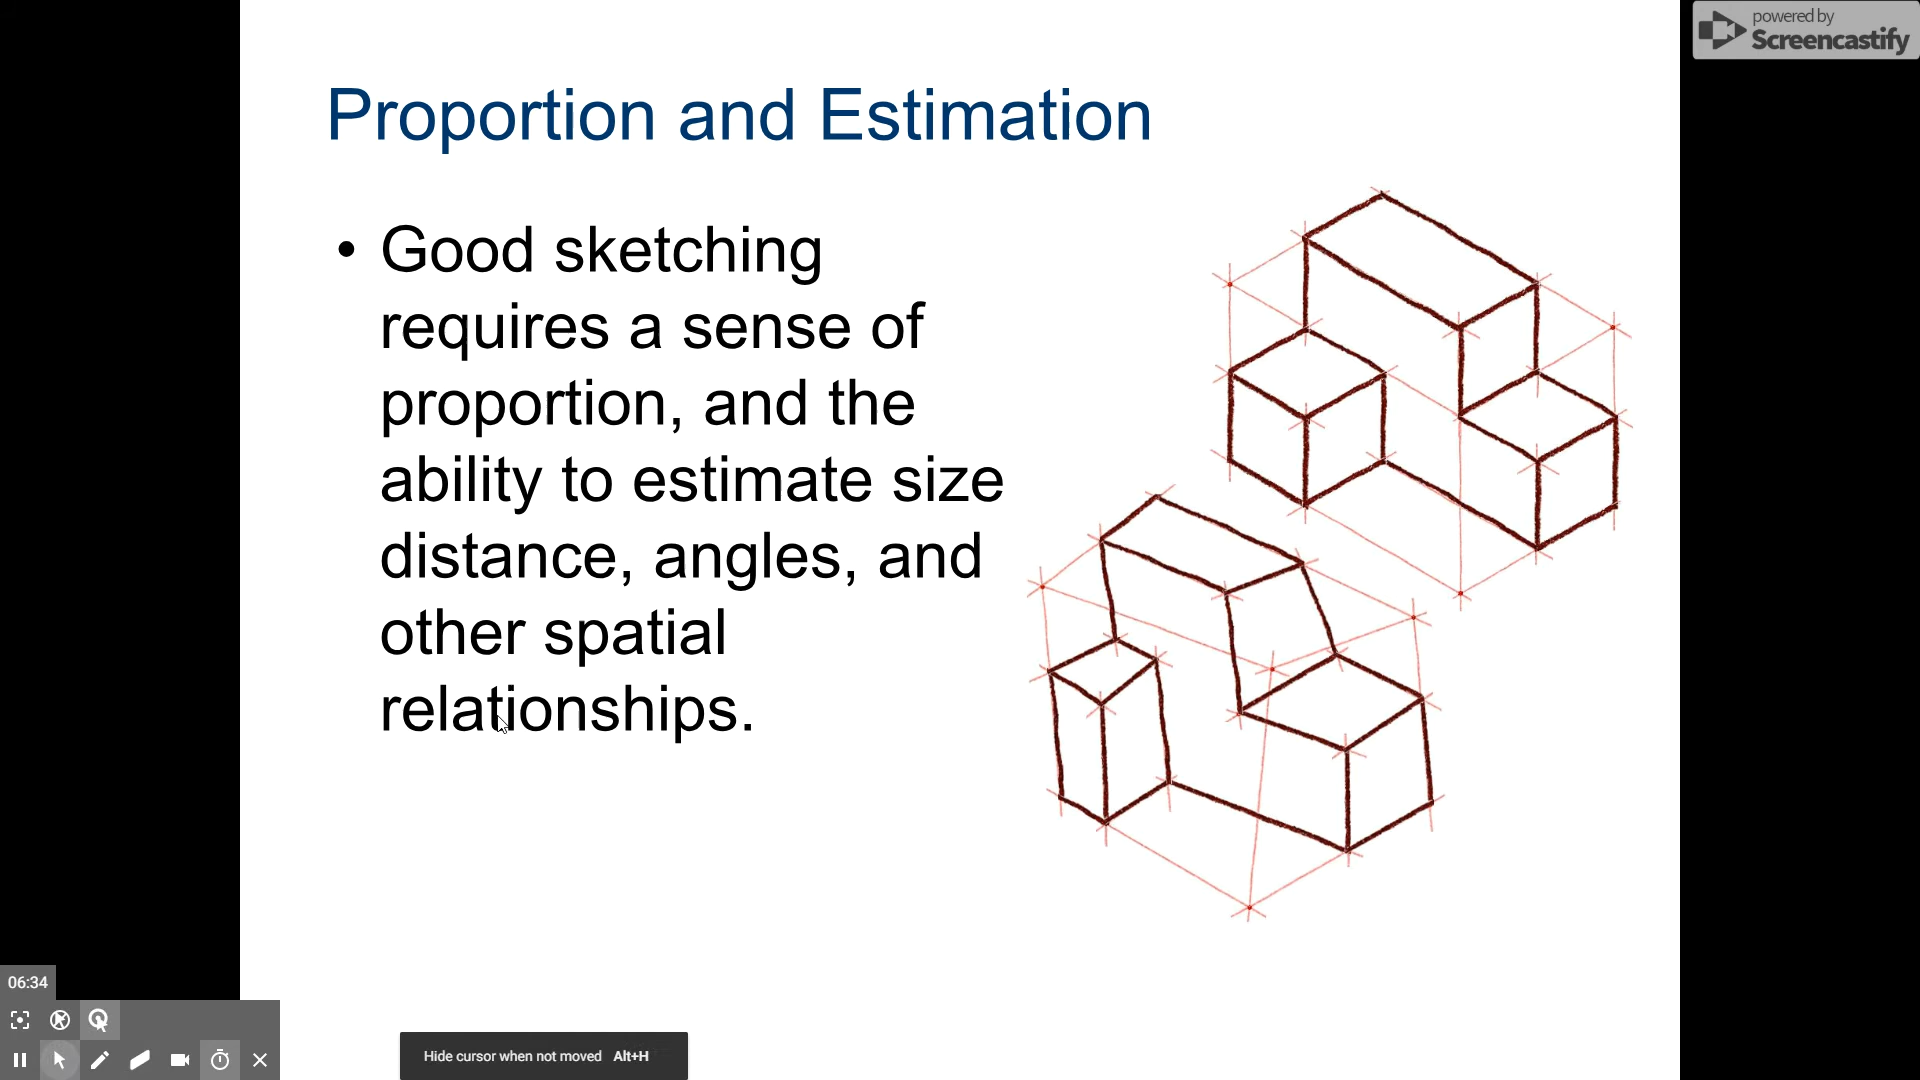 powered by
Screencastify
Proportion and Estimation
• Good sketching
requires a sense of
proportion, and the
ability to estimate size
distance, angles, and
other spatial
relationships.
06:34
Hide cursor when not moved Alt+H